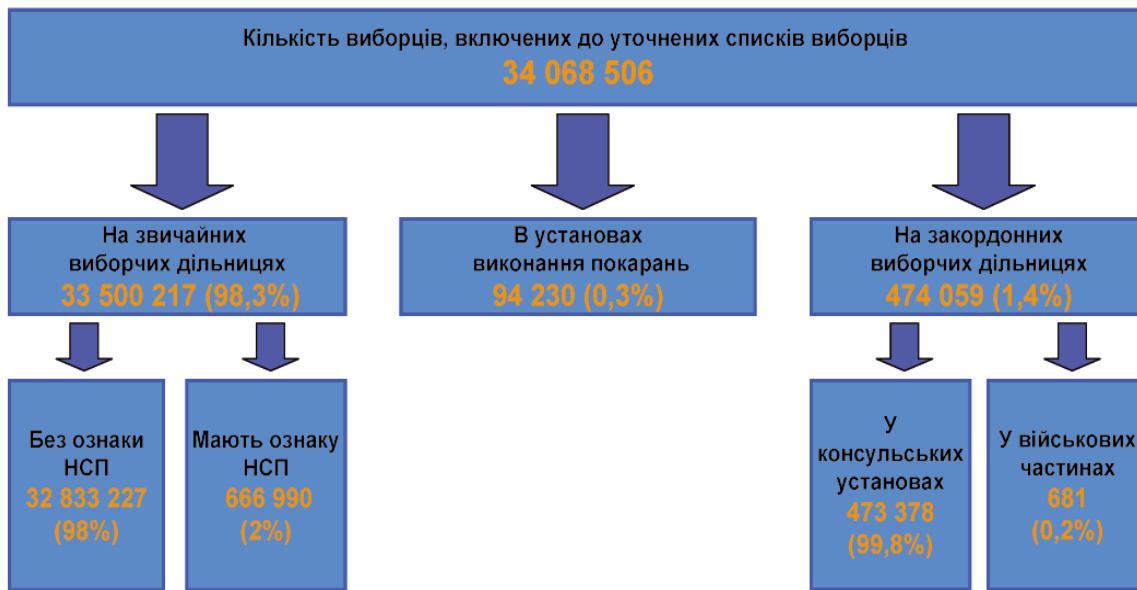 Кількість виборців, включених до уточнених списків виборців
34 068 506
На звичайних
виборчих дільницях
33 500 217 (98,3%)
В установах
виконання покарань
94 230 (0,3%)
На закордонних
виборчих дільницях
474 059 (1,4%)
Без ознаки
НСП
32 833 227
(98%)
Мають ознаку
НСП
666 990
(2%)
У
консульських
установах
473 378
(99,8%)
У військових
частинах
681
(0,2%)